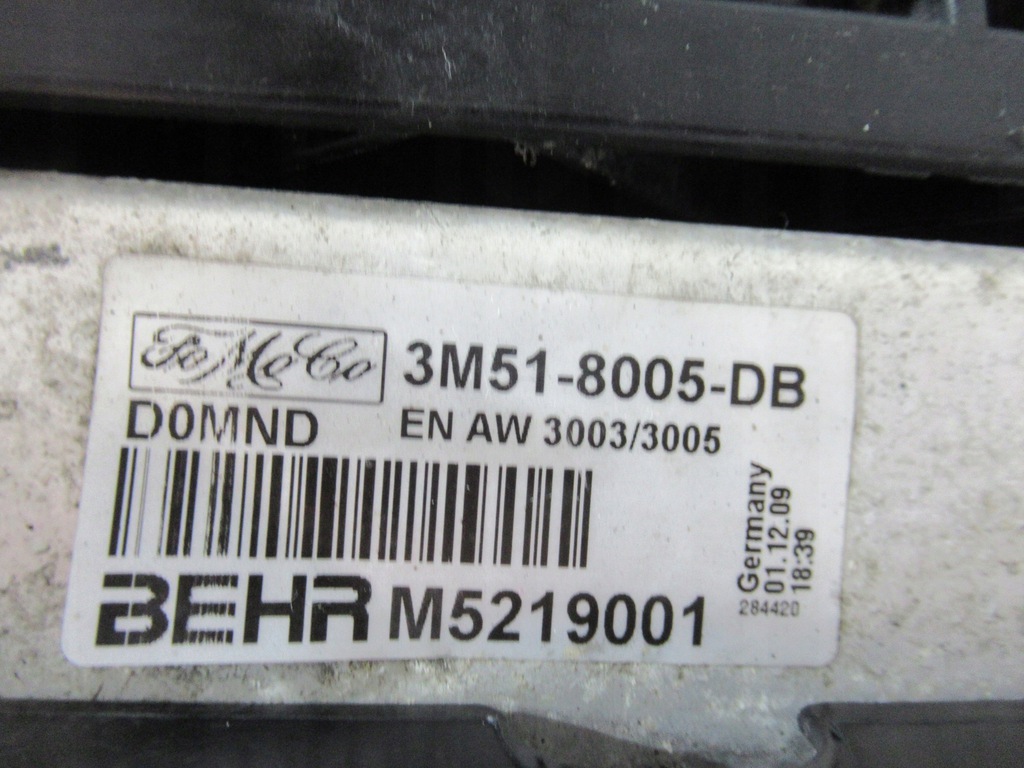 FoMoCo 3M51-8005-DB
D0MND EN AW 3003/3005
BEHR M5219001
Germany
01.12.09
18:39
284420